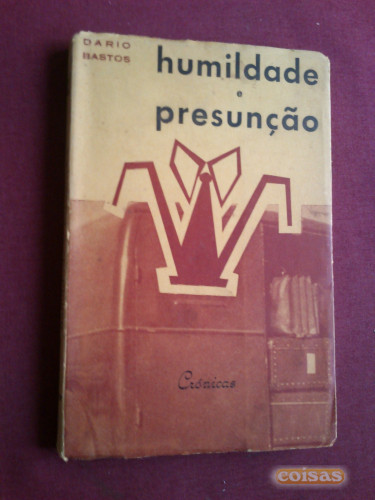 DARIO
BASTOS
humildade
e
presunção
Crónicas
coisas